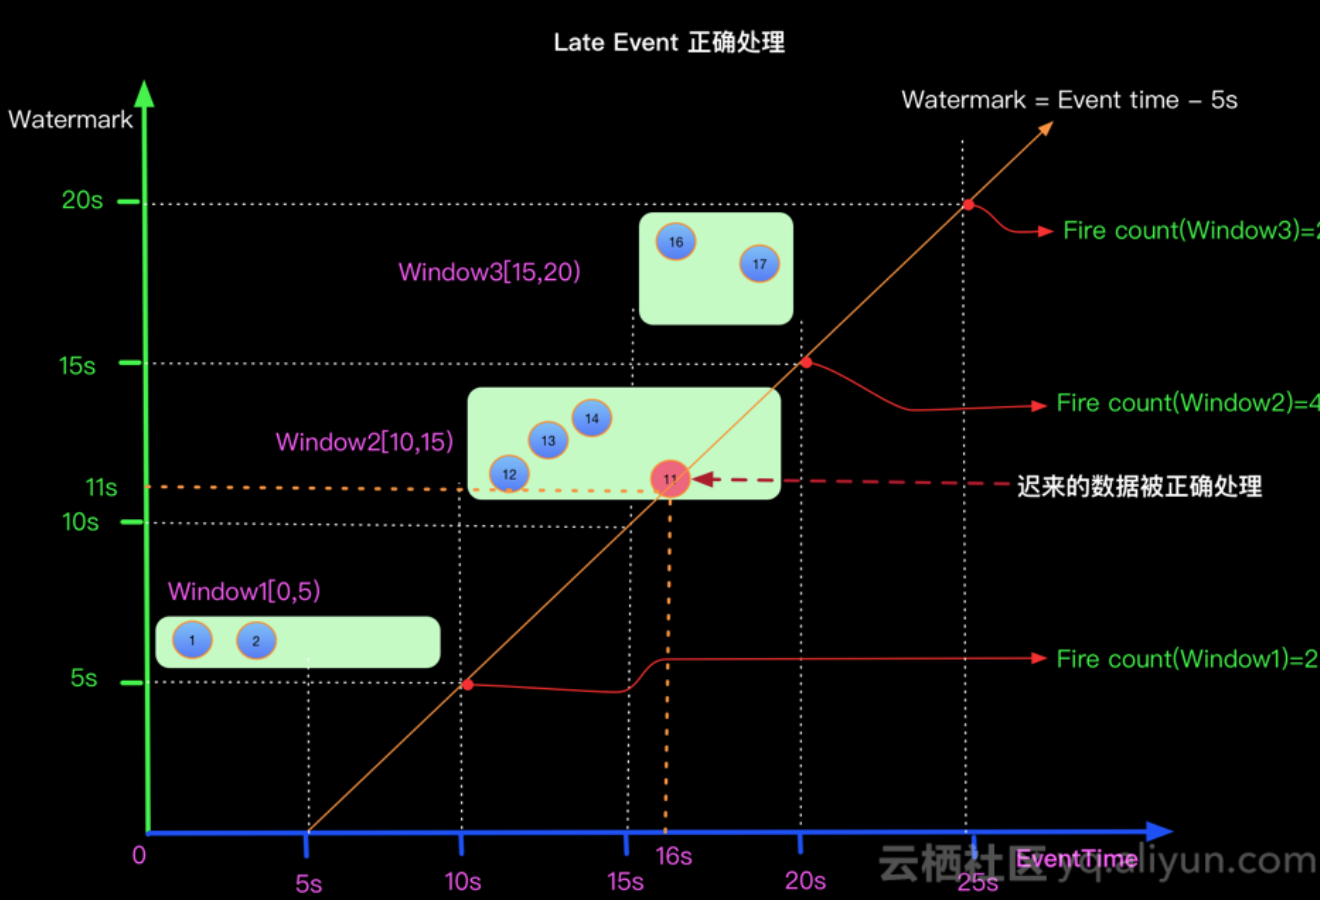 Late Event 正确处理
Watermark = Event time – 5s
Watermark
20s
16
17
Fire count(Window3)=2
Window3[15,20)
15s
14
Fire count(Window2)=4
Window2[10,15)
13
12
11
11s
迟来的数据被正确处理
10s
Window1[0,5)
1
2
Fire count(Window1)=2
5s
0
5s
10s
15s
16s
20s
25s
EventTime
云栖社区 yq.aliyun.com